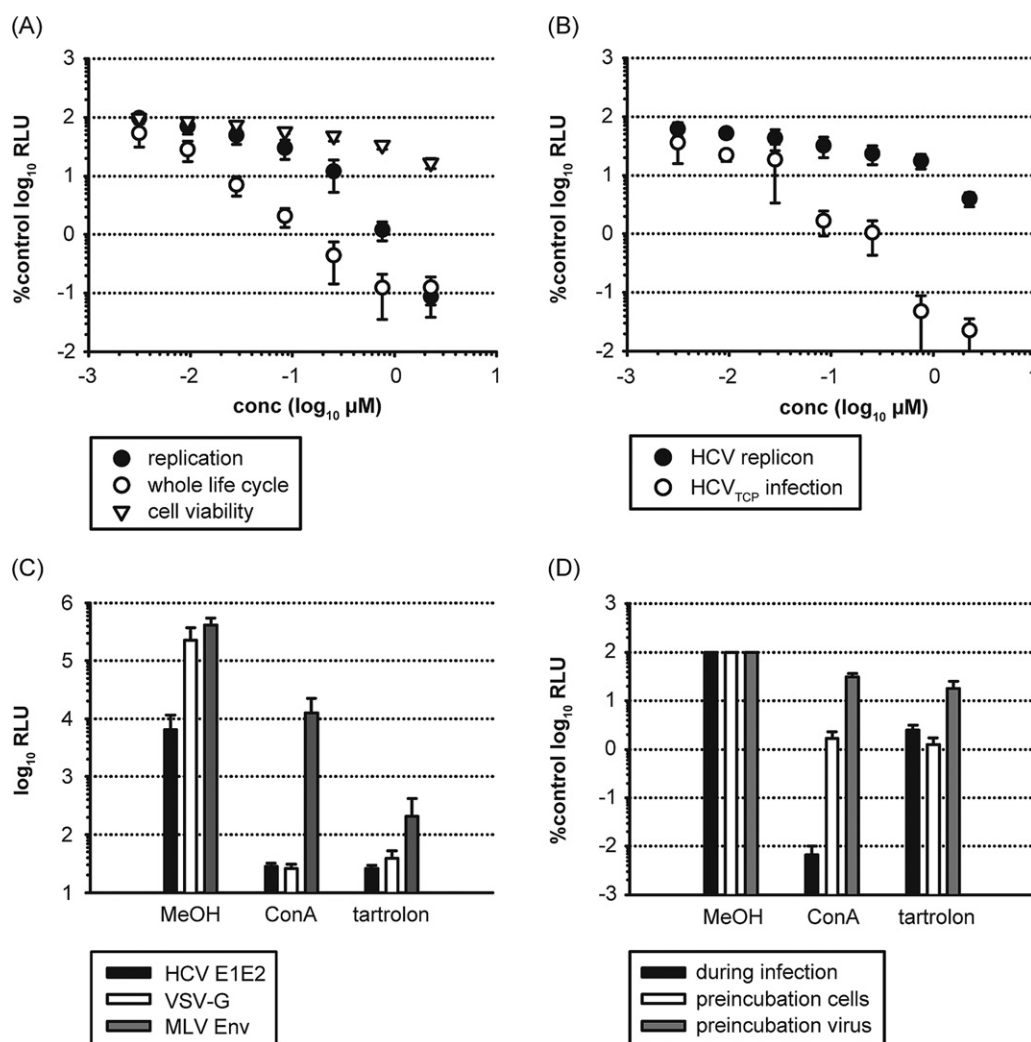 (A)
3
2
1
0
-1
-2
%control log10 RLU
-3
-2
-1
0
1
conc (log10 µM)
replication
whole life cycle
cell viability
(B)
3
2
1
0
-1
-2
%control log10 RLU
-3
-2
-1
0
1
conc (log10 µM)
HCV replicon
HCVTCP infection
(C)
6
5
4
3
2
1
log10 RLU
MeOH
ConA
tartrolon
HCV E1E2
VSV-G
MLV Env
(D)
3
2
1
0
-1
-2
-3
%control log10 RLU
MeOH
ConA
tartrolon
during infection
preincubation cells
preincubation virus